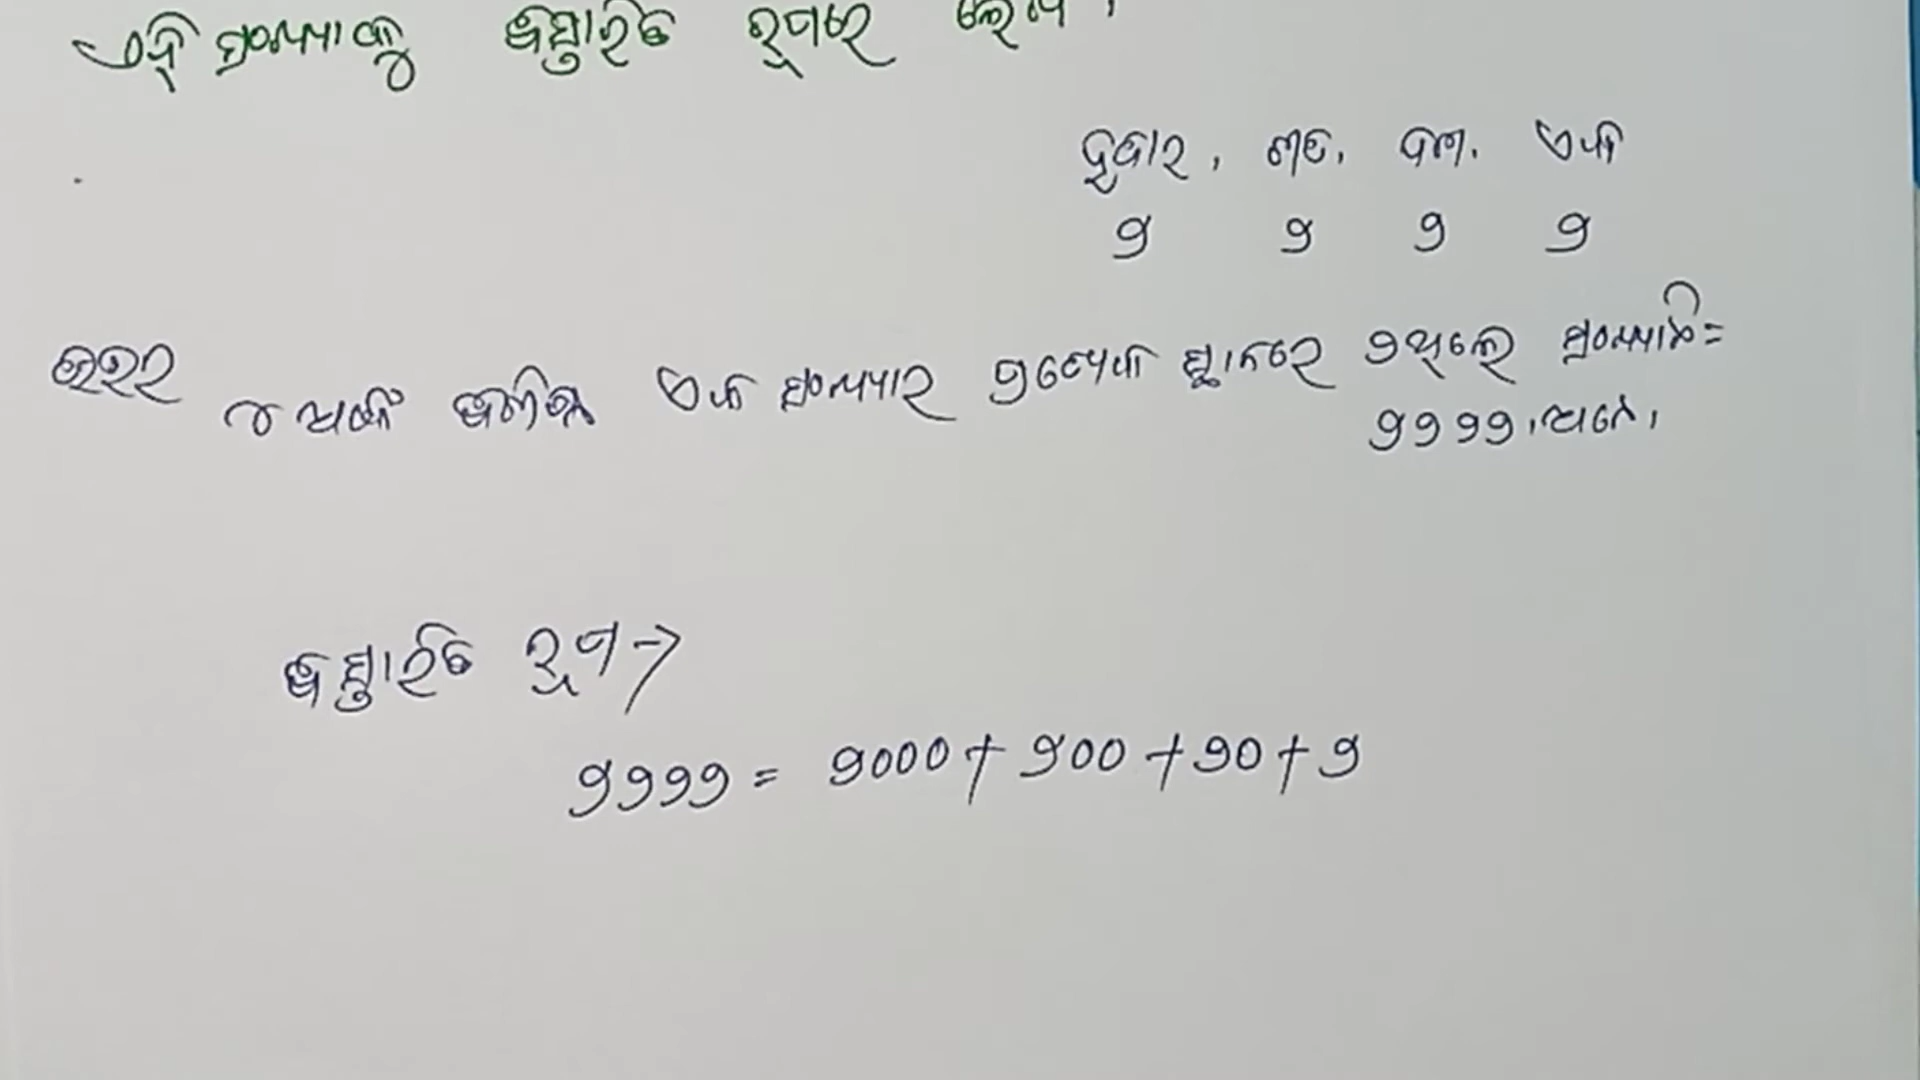 ଏହି ସଂଖ୍ୟାକୁ ବିସ୍ତାରିତ ରୂପରେ ଲେଖ ।
ହଜାର, ଶତ, ଦଶ, ଏକ
୨ ୨ ୨ ୨
ଉତ୍ତର ୪ ଅଙ୍କ ବିଶିଷ୍ଟ ଏକ ସଂଖ୍ୟାର ପ୍ରତ୍ୟେକ ସ୍ଥାନରେ ୨ ଥିଲେ ସଂଖ୍ୟାଟି =
୨୨୨୨ ଅଟେ ।
ବିସ୍ତାରିତ ରୂପ →
୨୨୨୨ = ୨୦୦୦ + ୨୦୦ + ୨୦ + ୨